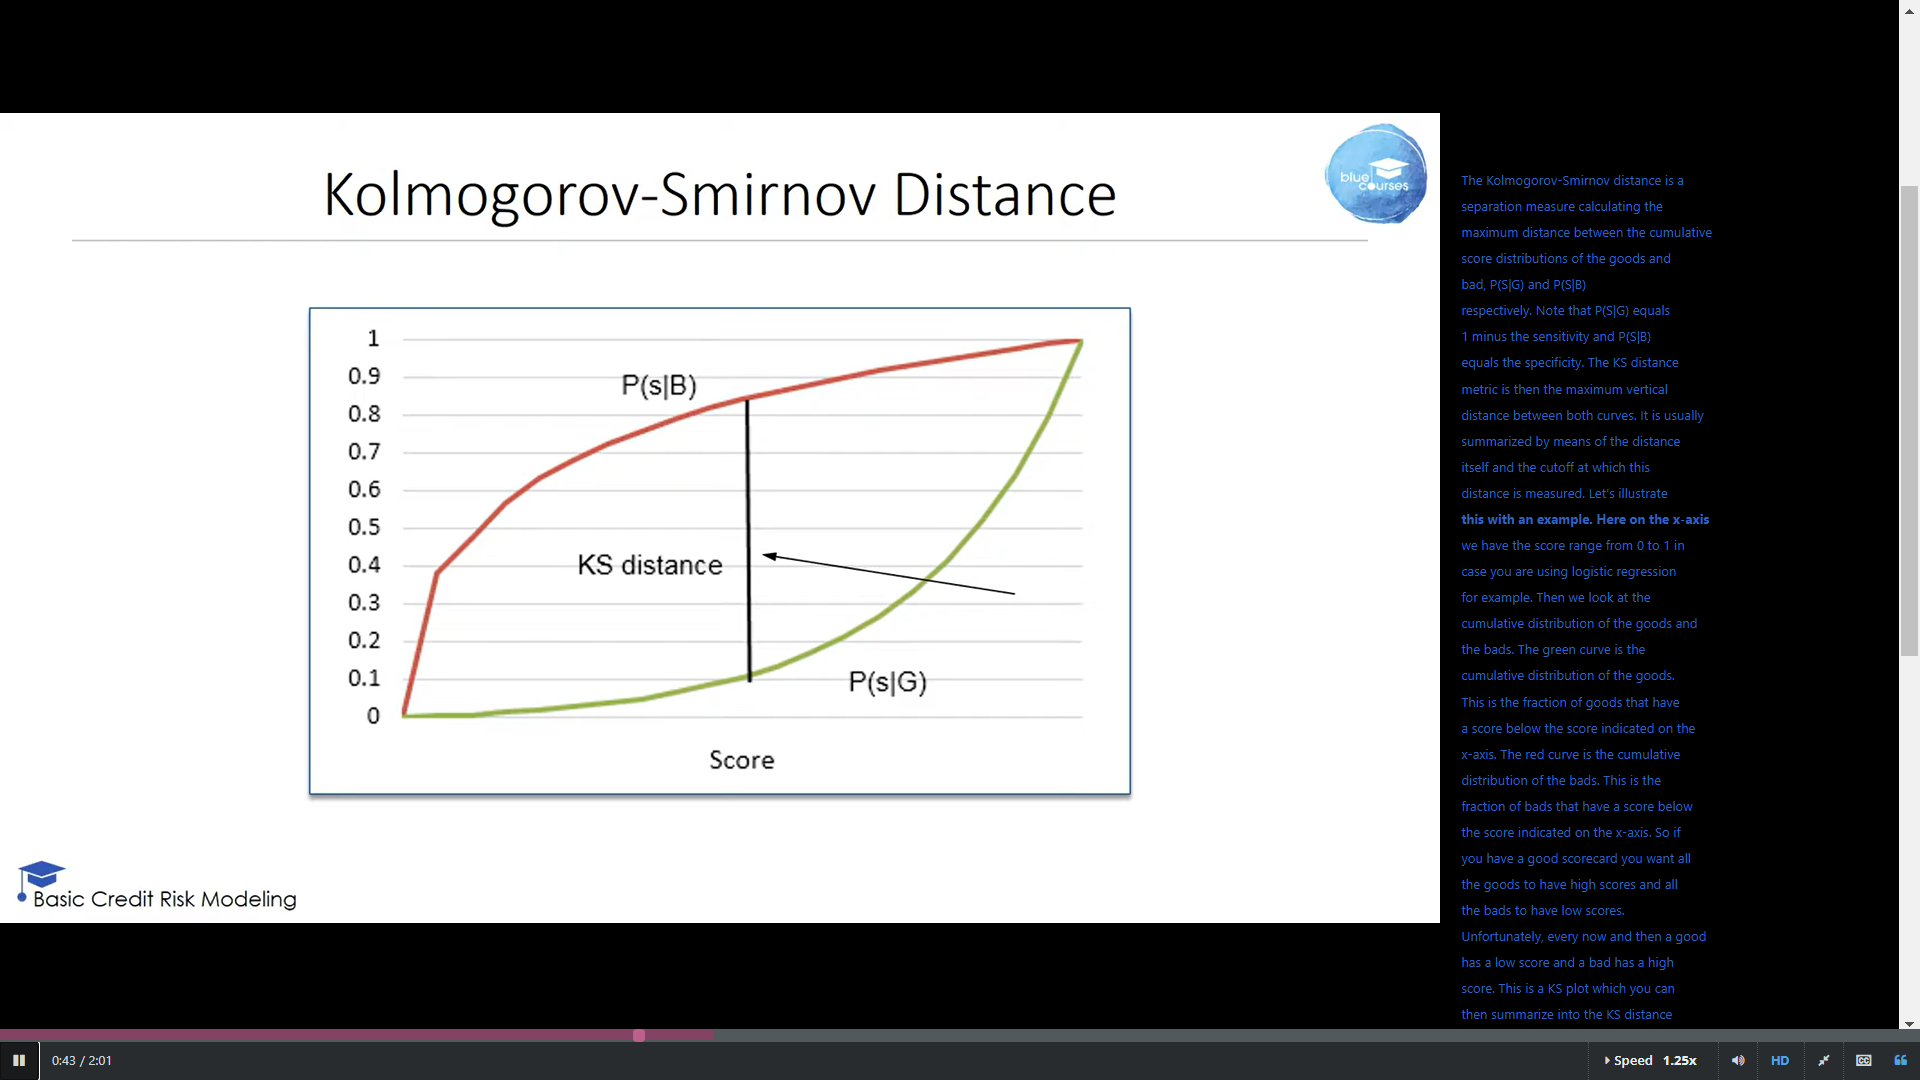 Kolmogorov-Smirnov Distance
blue
courses
1
0.9
0.8
0.7
0.6
0.5
0.4
0.3
0.2
0.1
0
P(s|B)
KS distance
P(s|G)
Score
Basic Credit Risk Modeling
The Kolmogorov-Smirnov distance is a
separation measure calculating the
maximum distance between the cumulative
score distributions of the goods and
bad, P(S|G) and P(S|B)
respectively. Note that P(S|G) equals
1 minus the sensitivity and P(S|B)
equals the specificity. The KS distance
metric is then the maximum vertical
distance between both curves. It is usually
summarized by means of the distance
itself and the cutoff at which this
distance is measured. Let's illustrate
this with an example. Here on the x-axis
we have the score range from 0 to 1 in
case you are using logistic regression
for example. Then we look at the
cumulative distribution of the goods and
the bads. The green curve is the
cumulative distribution of the goods.
This is the fraction of goods that have
a score below the score indicated on the
x-axis. The red curve is the cumulative
distribution of the bads. This is the
fraction of bads that have a score below
the score indicated on the x-axis. So if
you have a good scorecard you want all
the goods to have high scores and all
the bads to have low scores.
Unfortunately, every now and then a good
has a low score and a bad has a high
score. This is a KS plot which you can
then summarize into the KS distance
0:43 / 2:01
Speed 1.25x
HD
CC